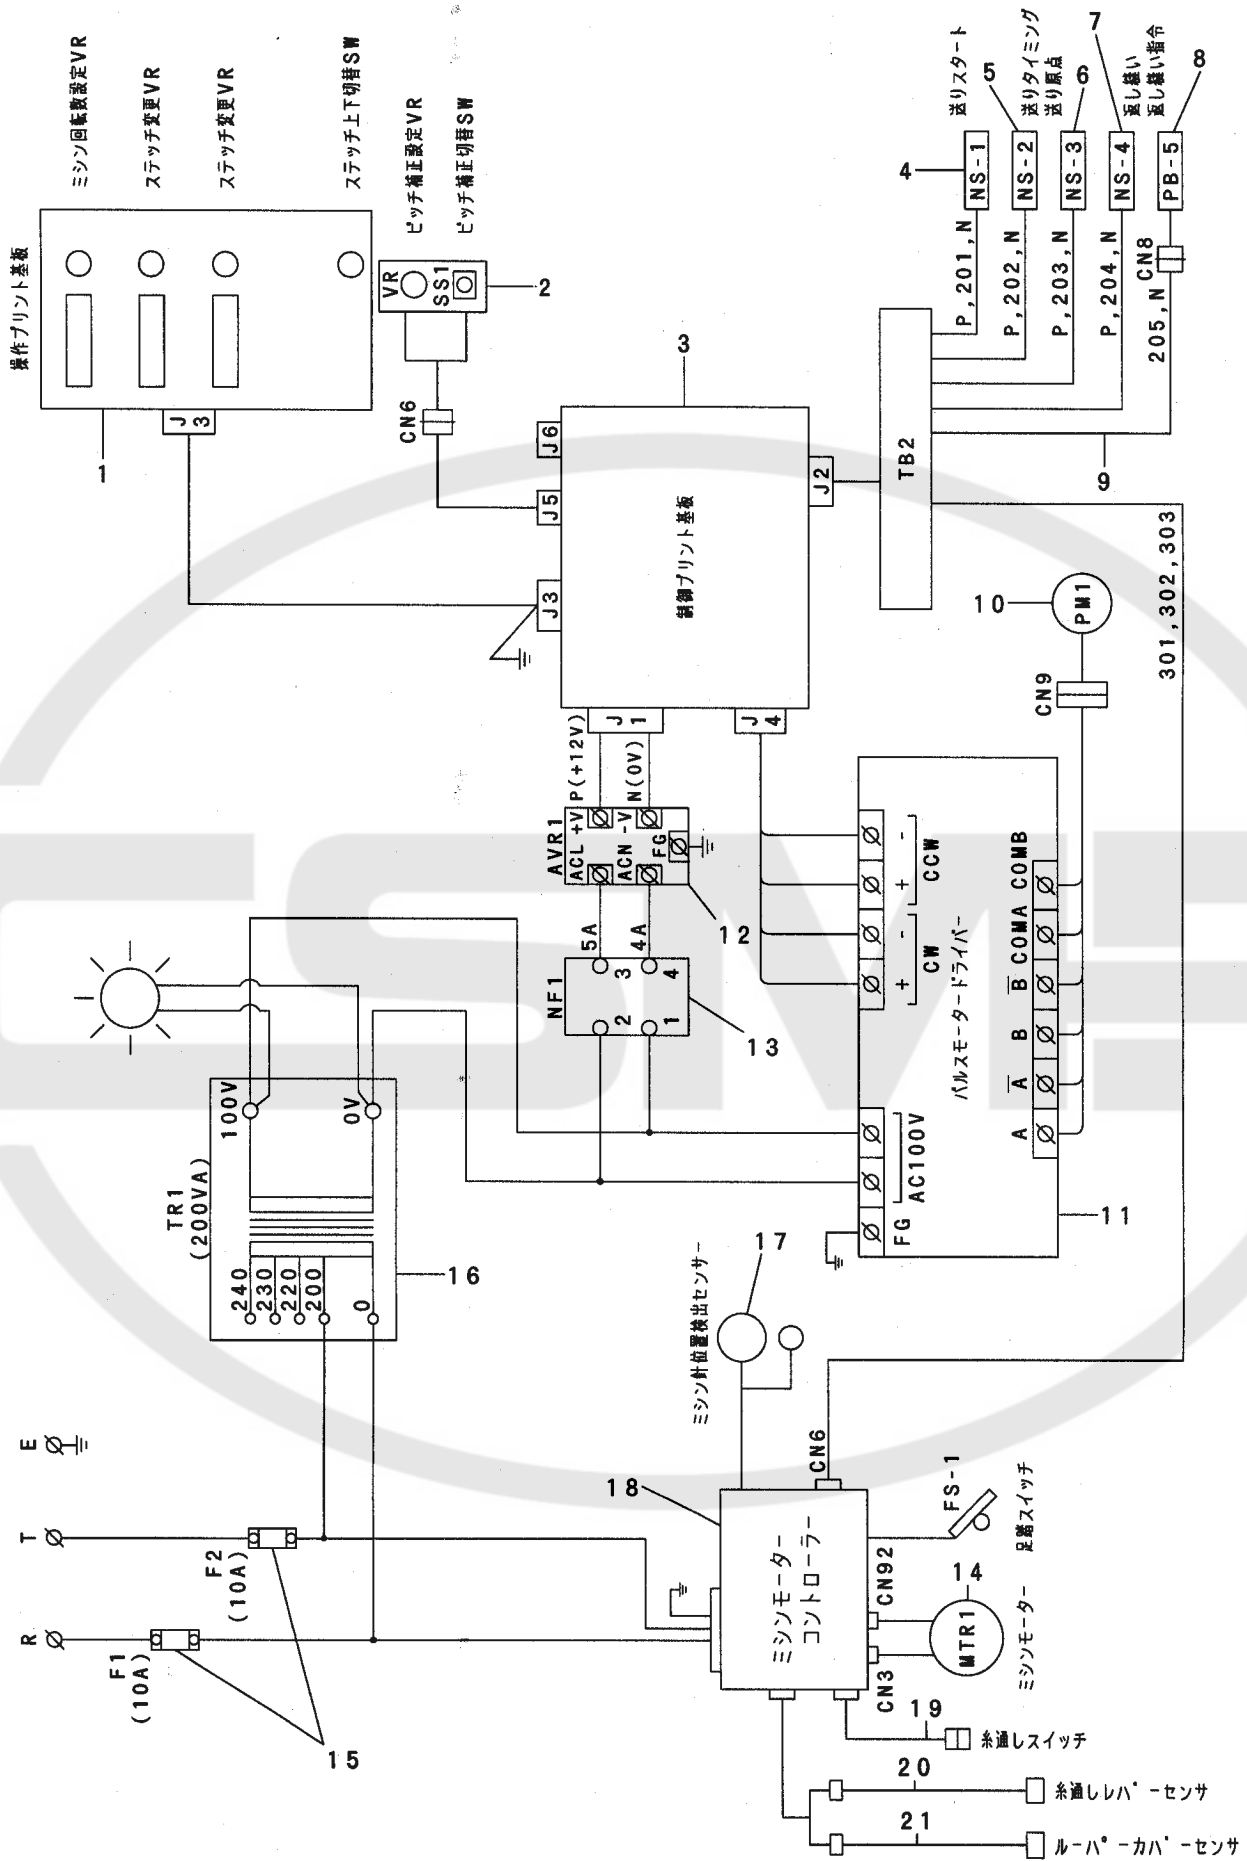 操作プリント基板
ミシン回転数設定VR
ステッチ変更VR
ステッチ変更VR
ステッチ上下切替SW
ピッチ補正設定VR
ピッチ補正切替SW
J3
1
VR
SS1
2
CN6
3
J6
J5
J3
制御プリント基板
J2
J1
J4
TB2
送りスタート
送りタイミング
送り原点
返し縫い
返し縫い指令
4
5
6
7
8
NS-1
NS-2
NS-3
NS-4
PB-5
P,201,N
P,202,N
P,203,N
P,204,N
205,N
CN8
9
301,302,303
10
PM1
CN9
P(+12V)
N(0V)
AVR1
ACL +V
ACN -V
FG
12
5A
4A
NF1
3
4
2
1
13
+ -
CW
+ -
CCW
パルスモータードライバー
A
A
B
B
COMA
COMB
AC100V
FG
11
TR1
(200VA)
100V
0V
240
230
220
200
0
16
E
T
R
F2
(10A)
F1
(10A)
15
ミシン針位置検出センサー
17
18
CN6
ミシンモーター
コントローラー
FS-1
足踏スイッチ
CN92
CN3
14
MTR1
ミシンモーター
19
糸通しスイッチ
20
糸通しレバーセンサ
21
ルーパーカバーセンサ
CSME